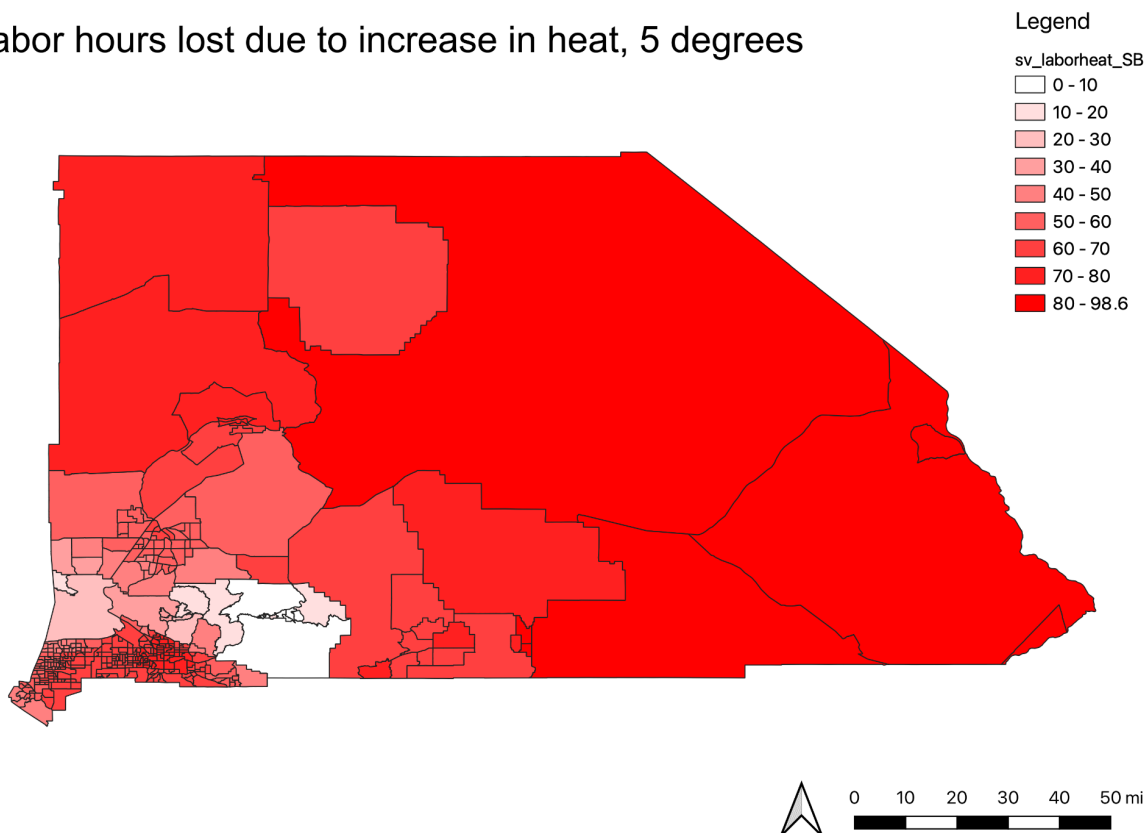 abor hours lost due to increase in heat, 5 degrees
Legend
sv_laborheat_SB
0 - 10
10 - 20
20 - 30
30 - 40
40 - 50
50 - 60
60 - 70
70 - 80
80 - 98.6
0 10 20 30 40 50 mi